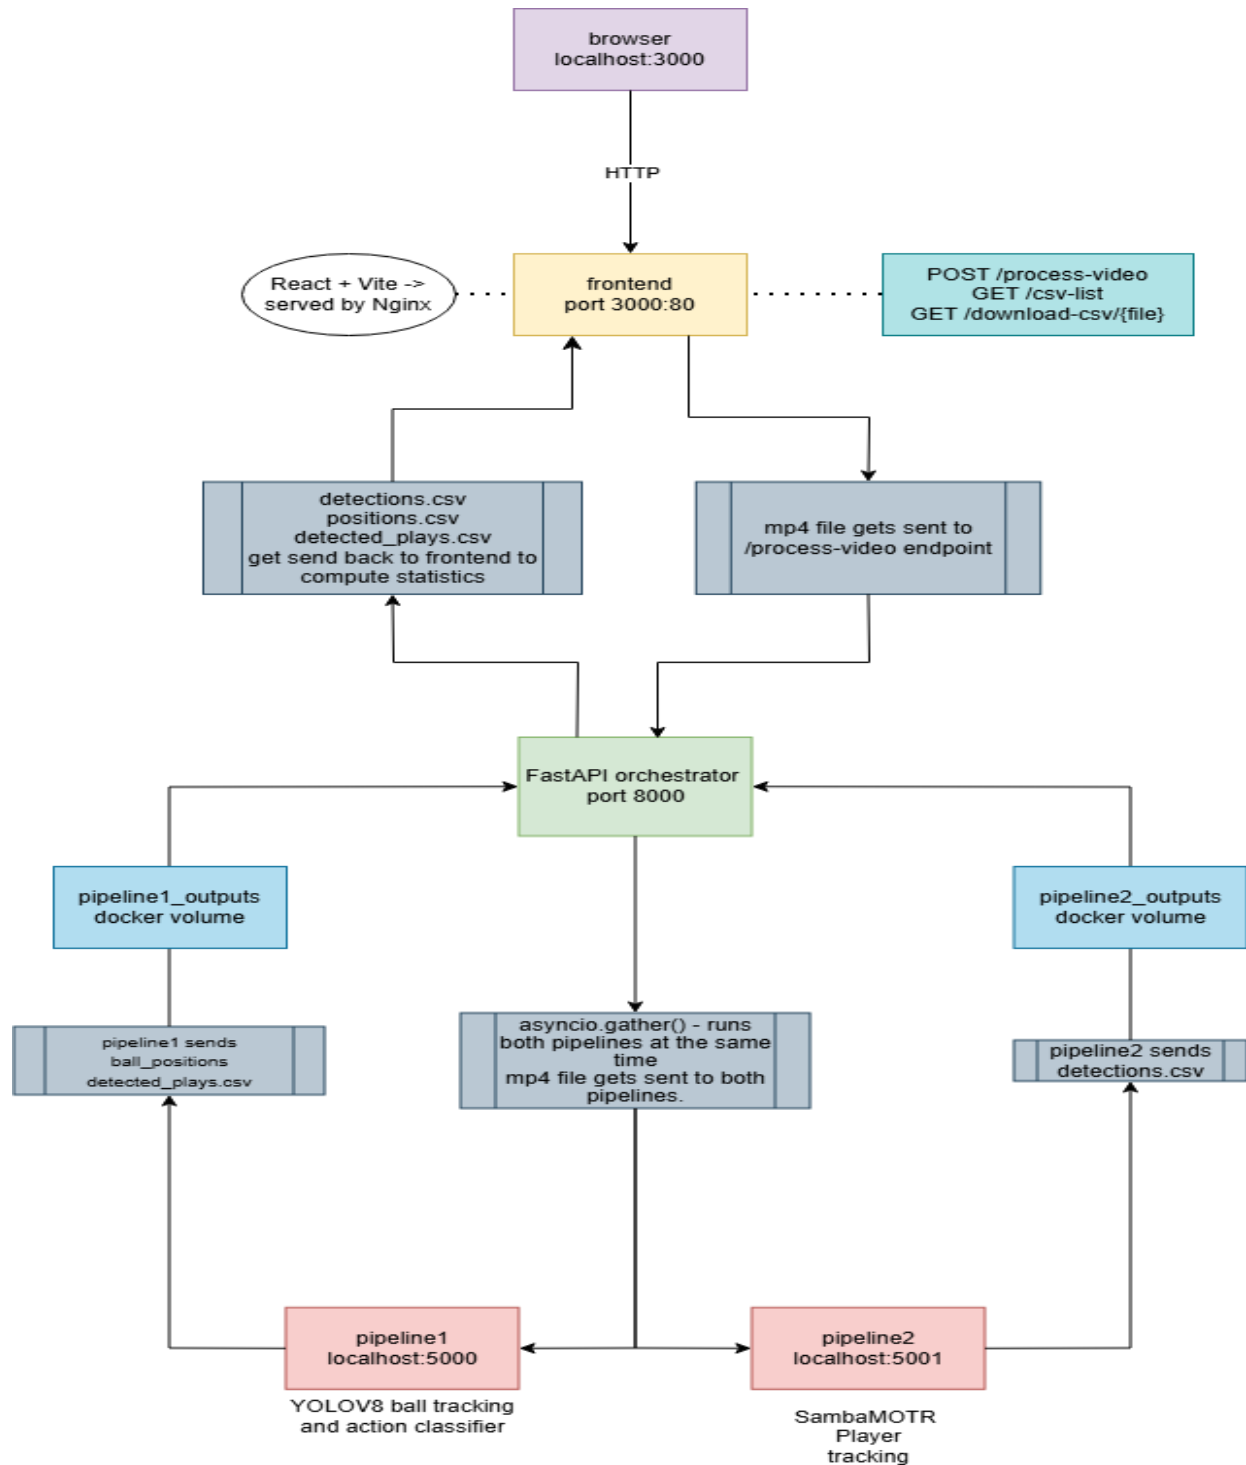 browser
localhost:3000
HTTP
React + Vite ->
served by Nginx
frontend
port 3000:80
POST /process-video
GET /csv-list
GET /download-csv/{file}
detections.csv
positions.csv
detected_plays.csv
get send back to frontend to
compute statistics
mp4 file gets sent to
/process-video endpoint
FastAPI orchestrator
port 8000
pipeline1_outputs
docker volume
pipeline2_outputs
docker volume
pipeline1 sends
ball_positions
detected_plays.csv
asyncio.gather() - runs
both pipelines at the same
time
mp4 file gets sent to both
pipelines.
pipeline2 sends
detections.csv
pipeline1
localhost:5000
pipeline2
localhost:5001
YOLOV8 ball tracking
and action classifier
SambaMOTR
Player
tracking